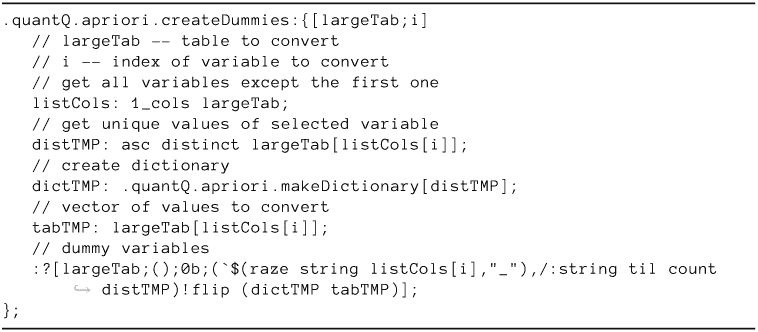 .quantQ.apriori.createDummies:{[largeTab;i]
// largeTab -- table to convert
// i -- index of variable to convert
// get all variables except the first one
listCols: 1_cols largeTab;
// get unique values of selected variable
distTMP: asc distinct largeTab[listCols[i]];
// create dictionary
dictTMP: .quantQ.apriori.makeDictionary[distTMP];
// vector of values to convert
tabTMP: largeTab[listCols[i]];
// dummy variables
:?[largeTab;();0b;(`$(raze string listCols[i],"_"),/:string til count
↪ distTMP)!flip (dictTMP tabTMP)];
};